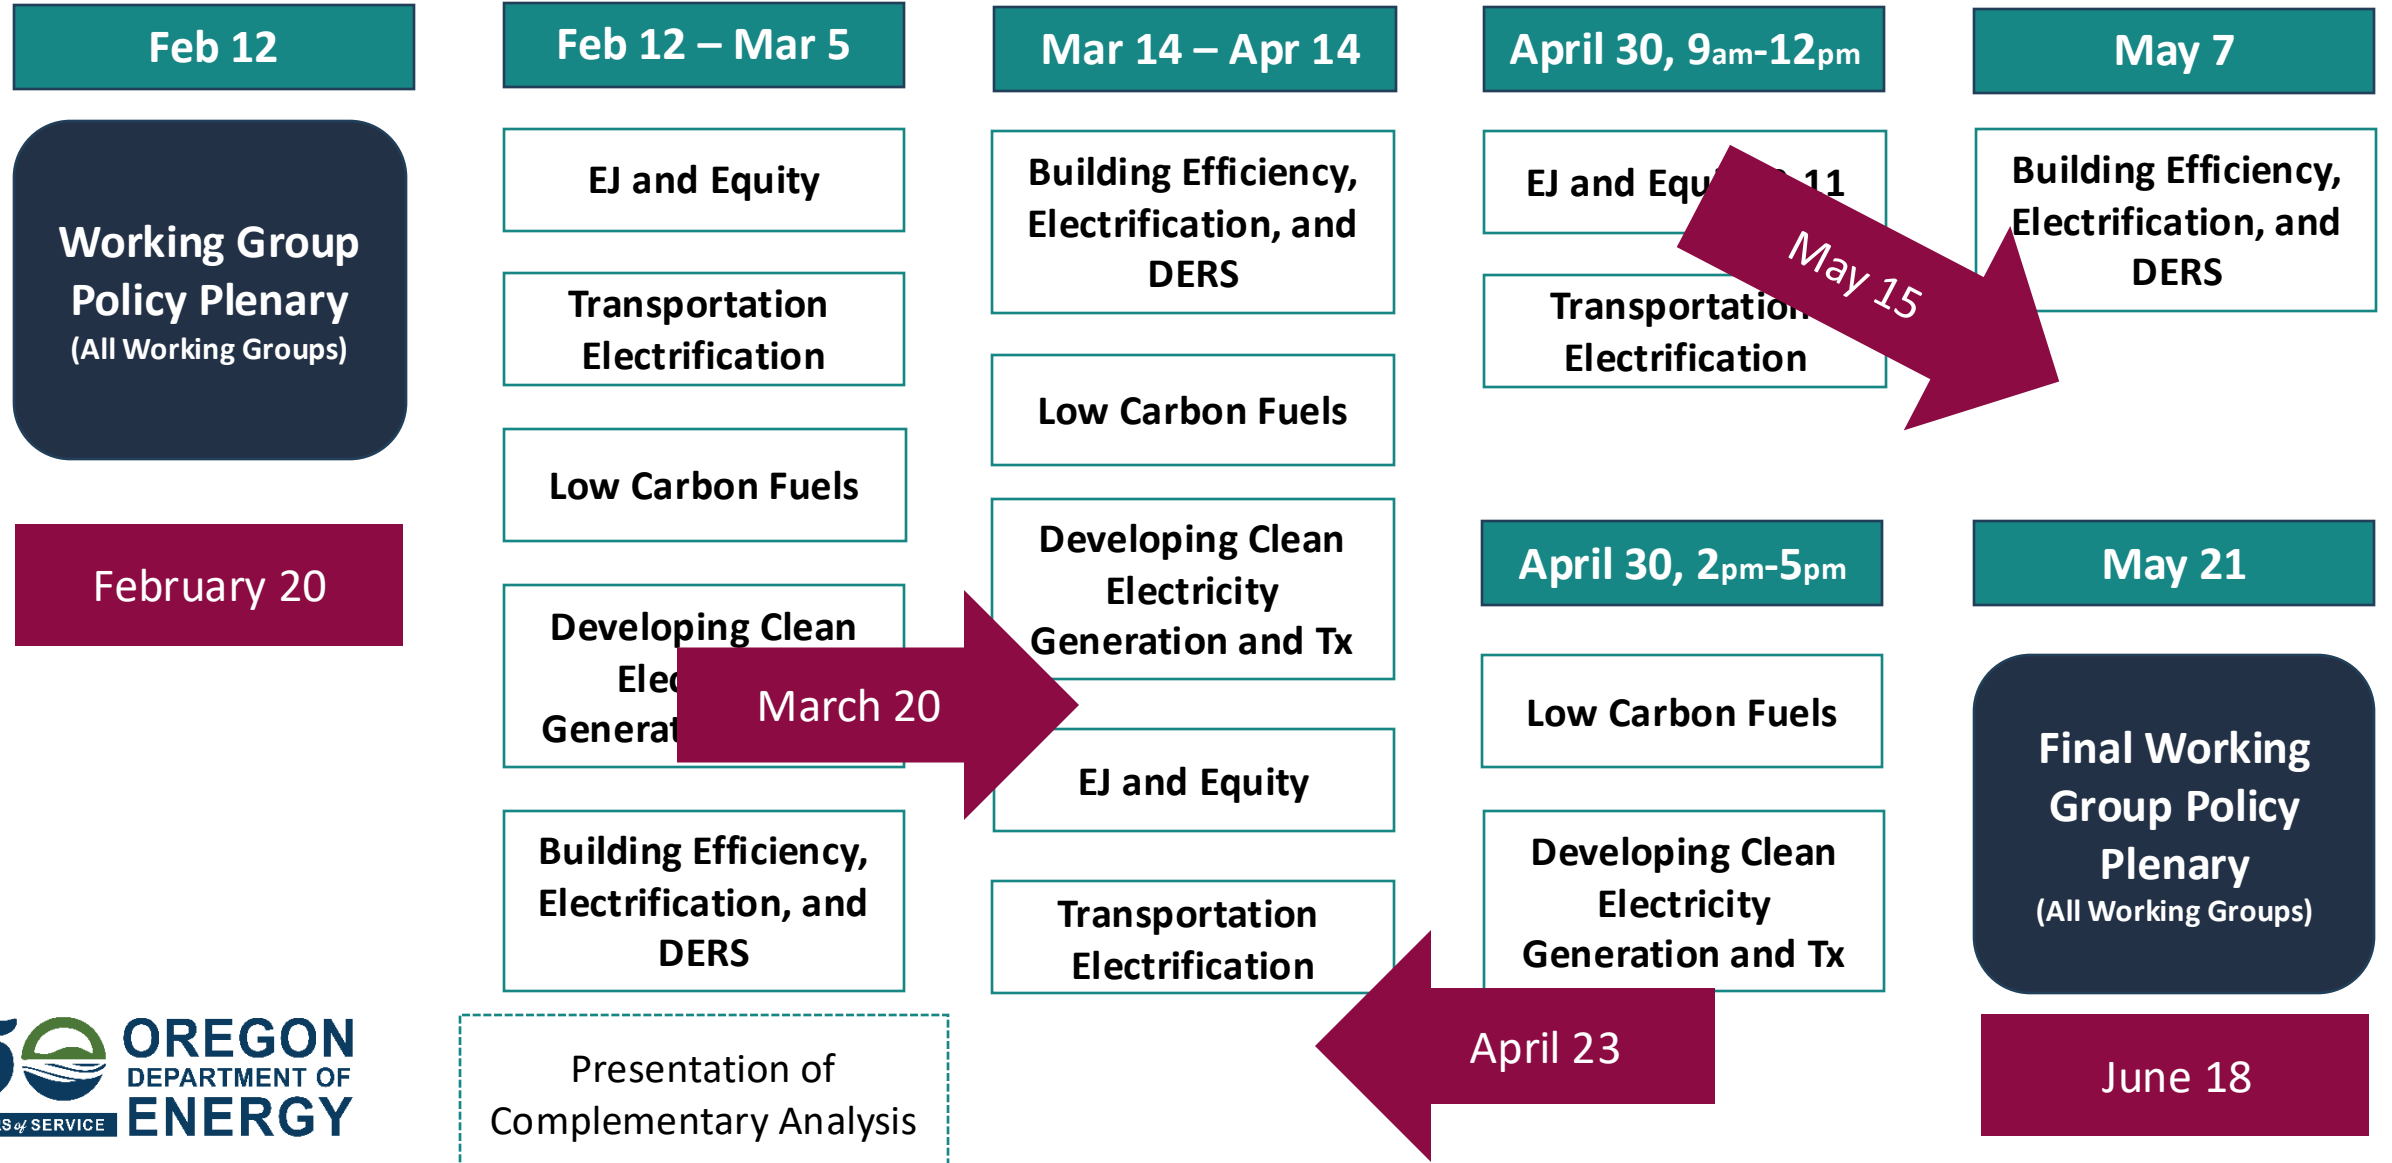 Feb 12
Working Group
Policy Plenary
(All Working Groups)
February 20
Feb 12 – Mar 5
EJ and Equity
Transportation
Electrification
Low Carbon Fuels
Developing Clean
Building Efficiency,
Electrification, and
DERS
Presentation of
Complementary Analysis
March 20
Mar 14 – Apr 14
Building Efficiency,
Electrification, and
DERS
Low Carbon Fuels
Developing Clean
Electricity
Generation and Tx
EJ and Equity
Transportation
Electrification
April 23
April 30, 9am-12pm
EJ and 11
Transportation
Electrification
May 15
April 30, 2pm-5pm
Low Carbon Fuels
Developing Clean
Electricity
Generation and Tx
May 7
Building Efficiency,
Electrification, and
DERS
May 21
Final Working
Group Policy
Plenary
(All Working Groups)
June 18
OREGON
DEPARTMENT OF
ENERGY
of SERVICE